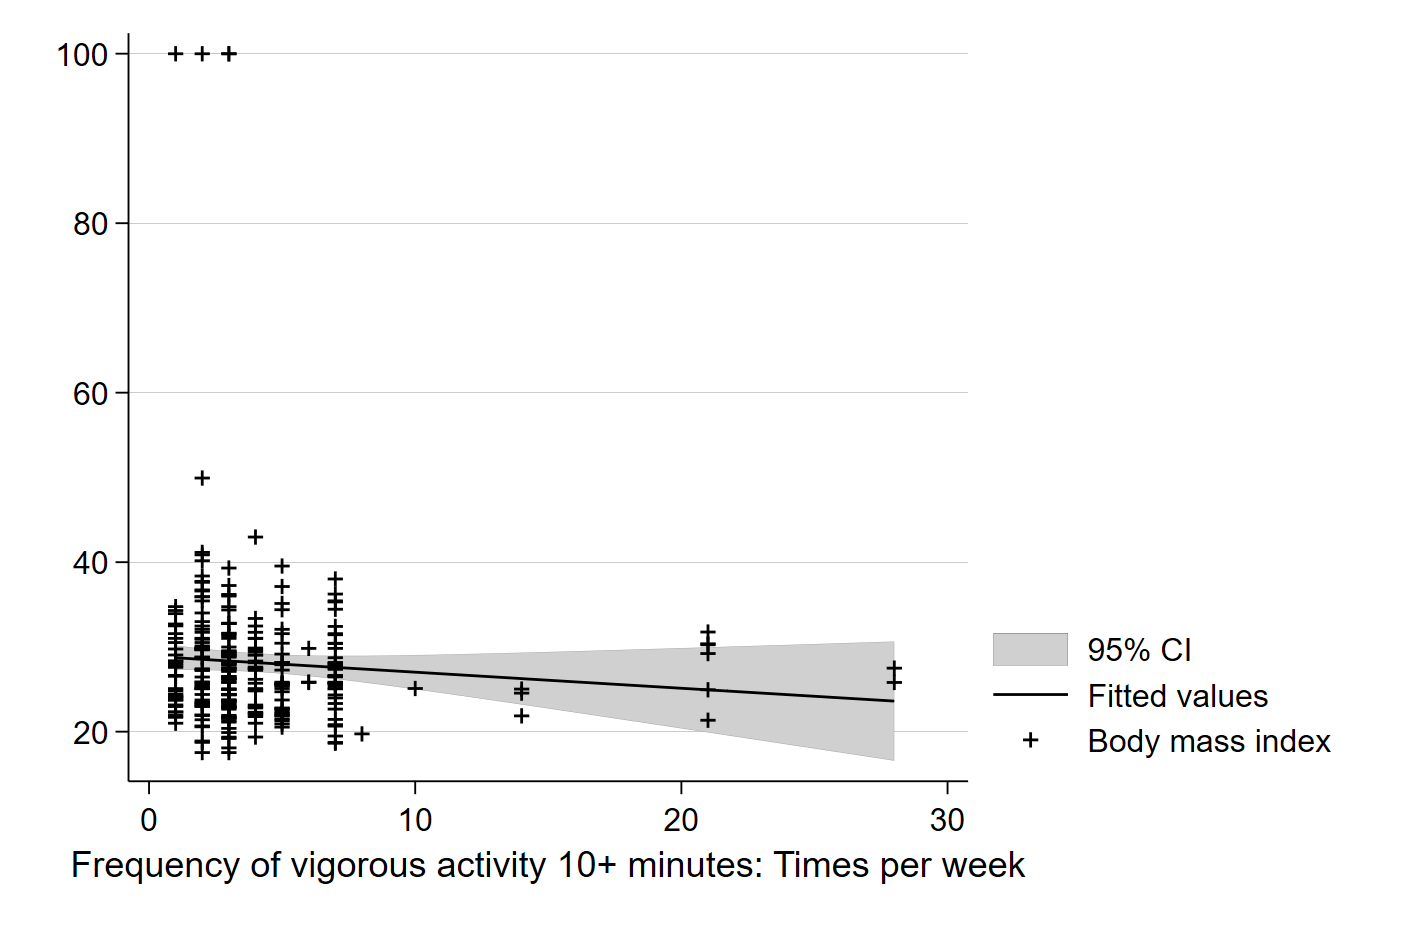 100
80
60
40
20
0 10 20 30
Frequency of vigorous activity 10+ minutes: Times per week
95% CI
Fitted values
Body mass index